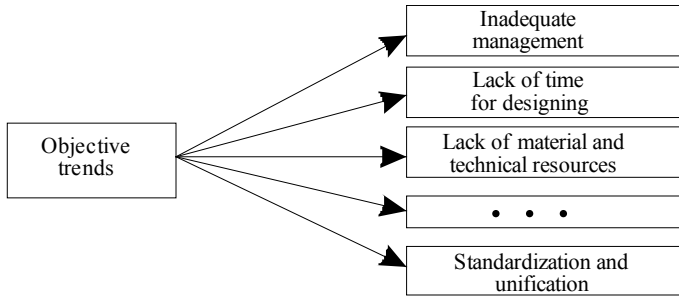 Objective
trends
Inadequate
management
Lack of time
for designing
Lack of material and
technical resources
• • •
Standardization and
unification